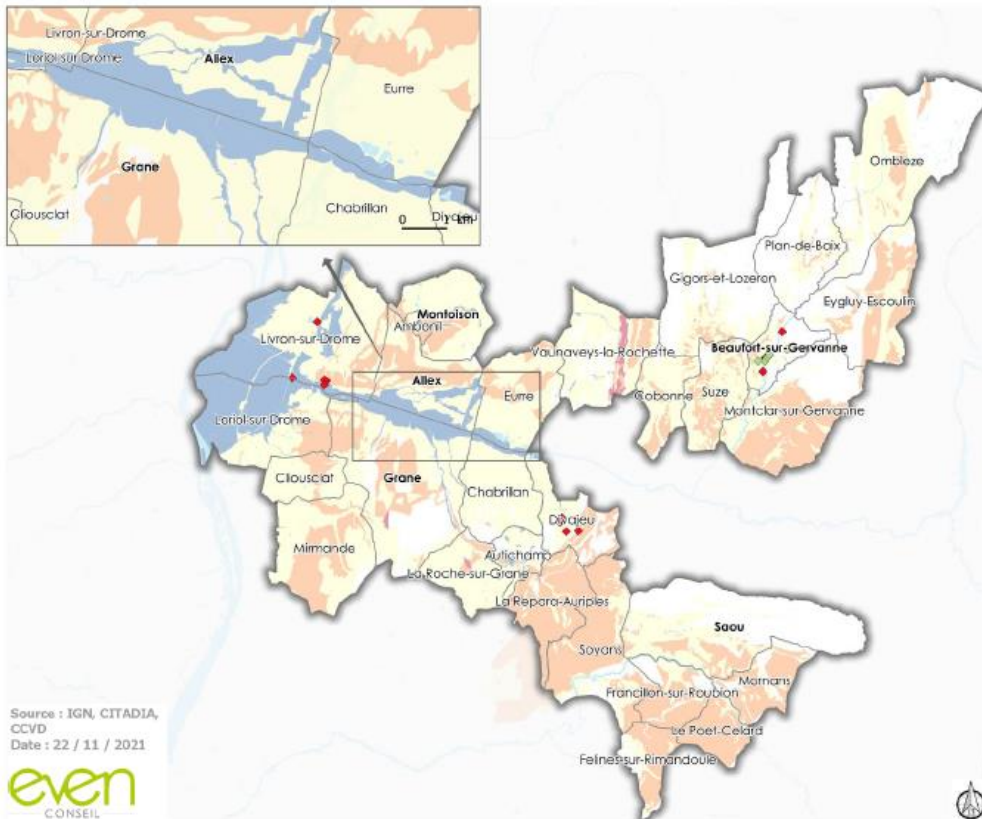 Livron-sur-Drome
Loriol sur Drome
Allex
Eurre
Grane
Cliousclat
Chabrillan
Divajeu
0 1 km
Ombleze
Plan-de-Baix
Gigors-et-Lozeron
Eygluy-Escoulin
Montoison
Ambonil
Livron-sur-Drome
Vaunaveys-la-Rochette
Beaufort-sur-Gervanne
Allex
Eurre
Cobonne
Suze
Montclar-sur-Gervanne
Loriol-sur-Drome
Cliousclat
Grane
Chabrillan
Divajeu
Mirmande
Autichamp
La Roche-sur-Grane
La Repara-Auriples
Saou
Soyans
Mornans
Francillon-sur-Roubion
Le Poet-Celard
Felines-sur-Rimandoule
Source : IGN, CITADIA,
CCVD
Date : 22 / 11 / 2021
even
CONSEIL